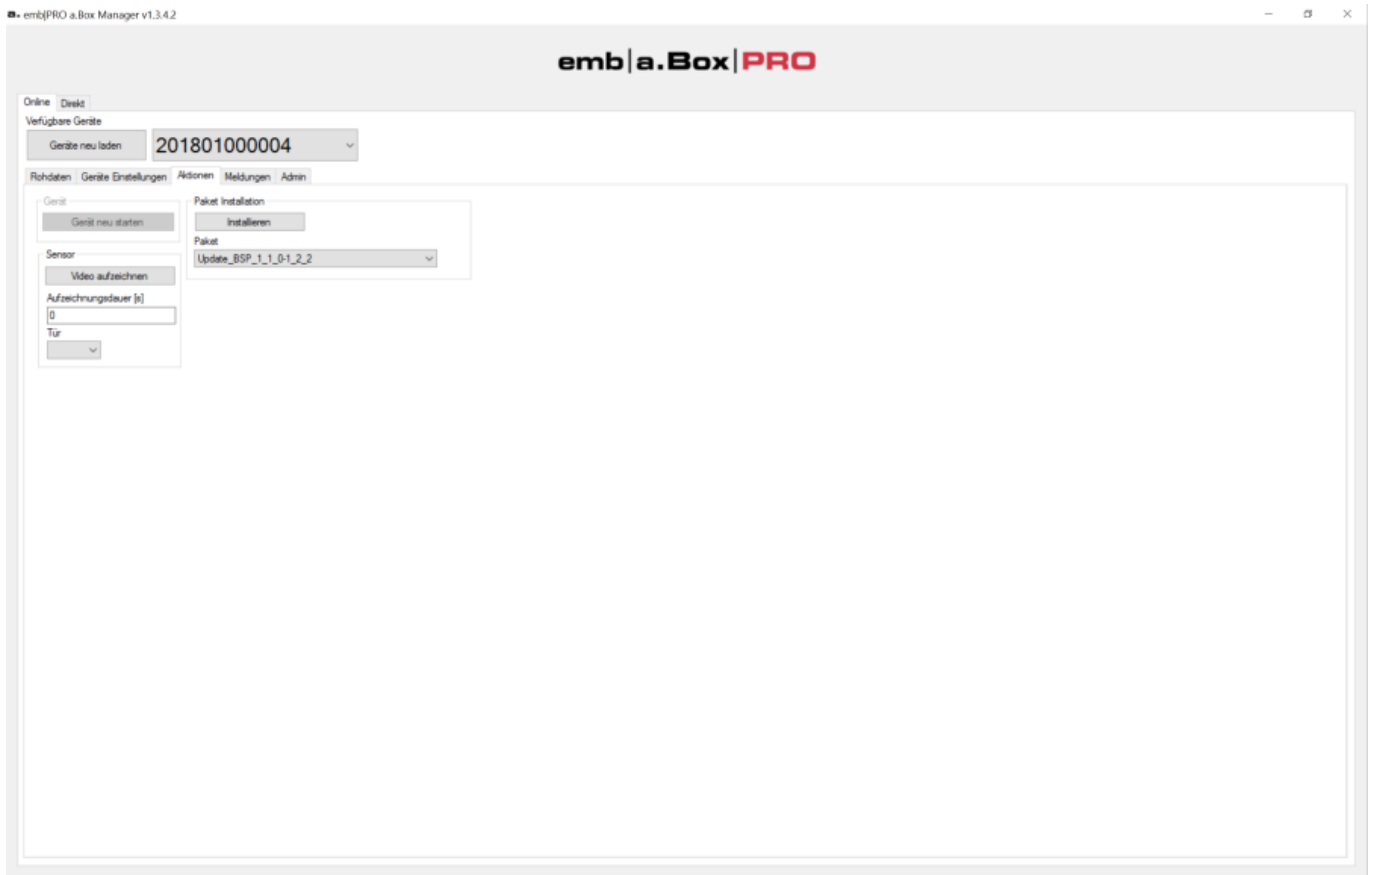 a. emb|PRO a.Box Manager v1.3.4.2
emb|a.Box|PRO
Online Direkt
Verfügbare Geräte
Geräte neu laden 201801000004
Rohdaten Geräte Einstellungen Aktionen Meldungen Admin
Gerät
Gerät neu starten
Paket Installation
Installieren
Paket
Update_BSP_1_1_0-1_2_2
Sensor
Video aufzeichnen
Aufzeichnungsdauer [s]
0
Tür